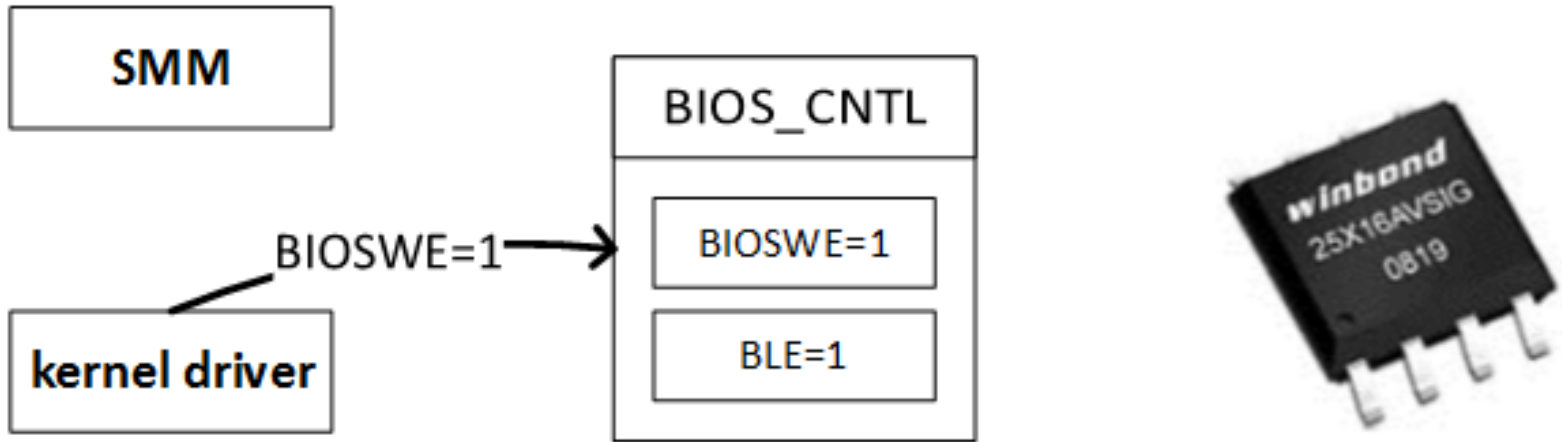 SMM
BIOS_CNTL
BIOSWE=1
BIOSWE=1
kernel driver
BLE=1
winbond
25X16AVSIG
0819